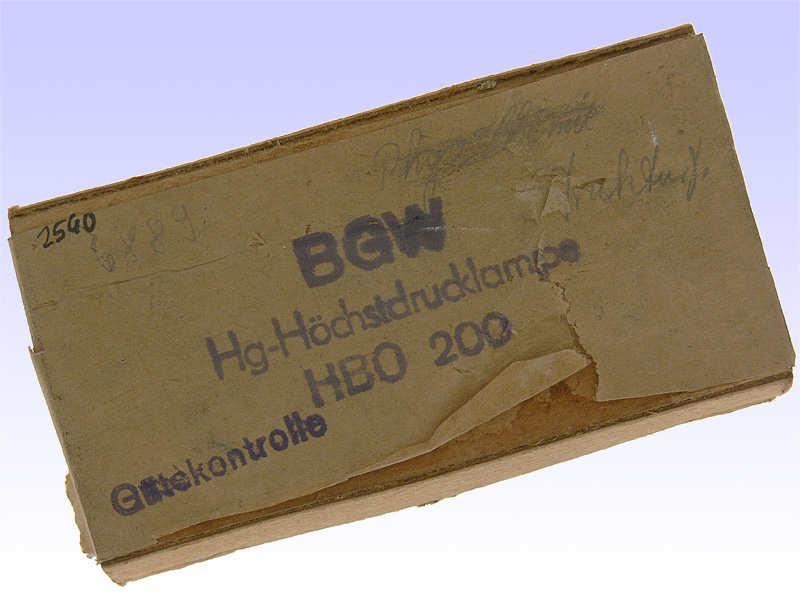 2540
BGW
Hg-Höchstdrucklampe
HBO 200
Gütekontrolle